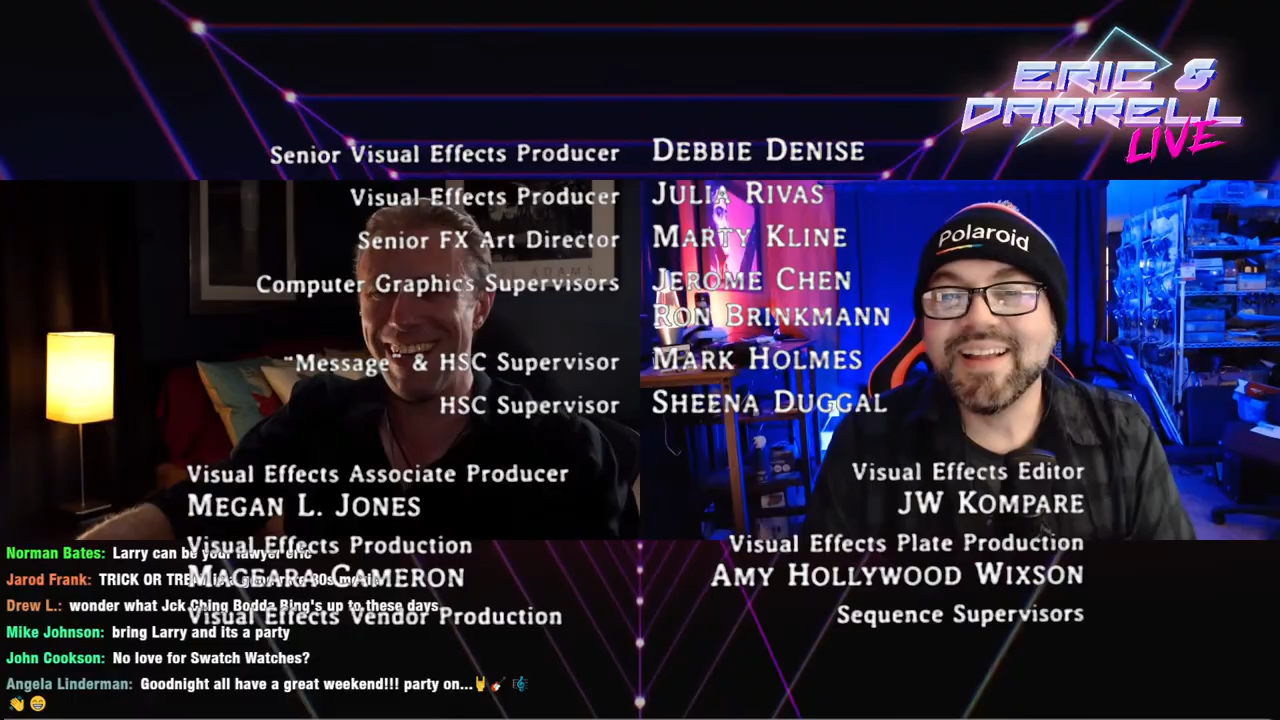 ERIC &
DARRELL
LIVE
Senior Visual Effects Producer DEBBIE DENISE
Visual Effects Producer JULIA RIVAS
Senior FX Art Director MARTY KLINE
Computer Graphics Supervisors JEROME CHEN
RON BRINKMANN
"Message" & HSC Supervisor MARK HOLMES
HSC Supervisor SHEENA DUGGAL
Polaroid
ADAMS
Visual Effects Associate Producer
MEGAN L. JONES
Visual Effects Editor
JW KOMPARE
Visual Effects Production
MAGEARA CAMERON
Visual Effects Plate Production
AMY HOLLYWOOD WIXSON
Visual Effects Vendor Production
Sequence Supervisors
Norman Bates: Larry can be your lawyer eric
Jarod Frank: TRICK OR TREAT is a 80s
Drew L.: wonder what Jck Ching Bodda Bing's up to these days.
Mike Johnson: bring Larry and its a party
John Cookson: No love for Swatch Watches?
Angela Linderman: Goodnight all have a great weekend!!! party on...🤘🎸 🎼
👋 😁